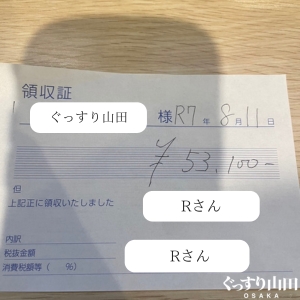 領収証
ぐっすり山田 様 R7年 8月 11日
¥ 53,100-
但
上記正に領収いたしました
Rさん
内訳
税抜金額
Rさん
消費税額等( %)
ぐっすり山田
OSAKA